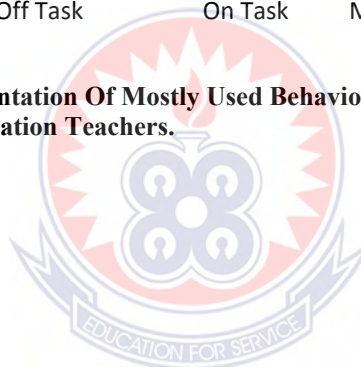 Off Task On Task M
ntation Of Mostly Used Behavio
ation Teachers.
EDUCATION FOR SERVICE